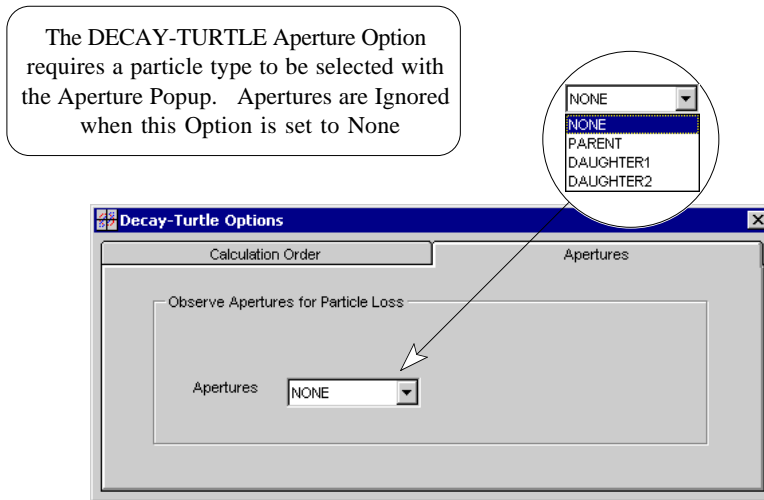 The DECAY-TURTLE Aperture Option
requires a particle type to be selected with
the Aperture Popup. Apertures are Ignored
when this Option is set to None
NONE
NONE
PARENT
DAUGHTER1
DAUGHTER2
Decay-Turtle Options
Calculation Order
Apertures
Observe Apertures for Particle Loss
Apertures
NONE